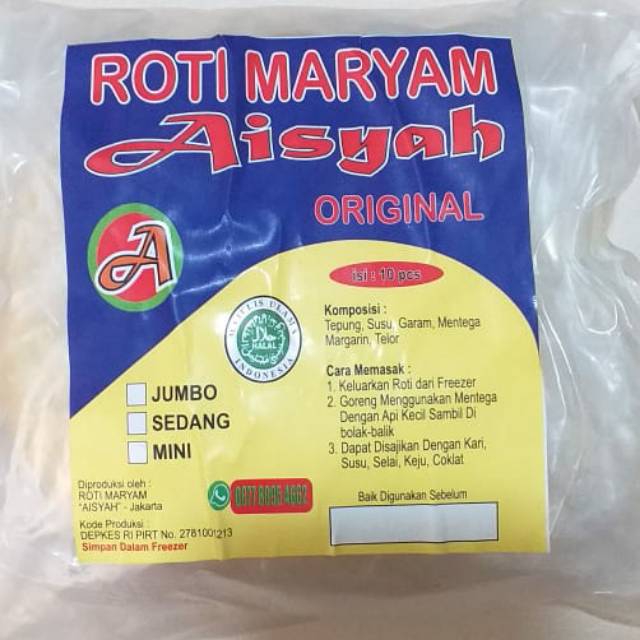 ROTI MARYAM
Aisyah
ORIGINAL
A
isi : 10 pcs
MAJELIS ULAMA
HALAL
INDONESIA
Komposisi :
Tepung, Susu, Garam, Mentega
Margarin, Telor
Cara Memasak :
1. Keluarkan Roti dari Freezer
2. Goreng Menggunakan Mentega
Dengan Api Kecil Sambil Di
bolak-balik
3. Dapat Disajikan Dengan Kari,
Susu, Selai, Keju, Coklat
JUMBO
SEDANG
MINI
Diproduksi oleh :
ROTI MARYAM
"AISYAH" - Jakarta
Kode Produksi :
DEPKES RI PIRT No. 2781001213
Simpan Dalam Freezer
Baik Digunakan Sebelum